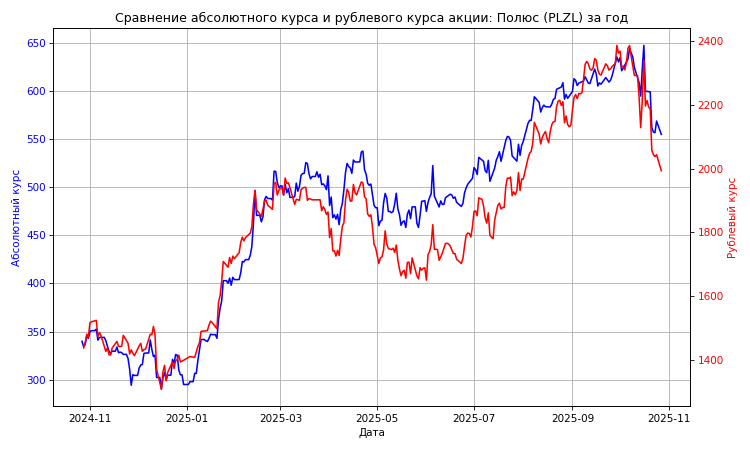 Сравнение абсолютного курса и рублевого курса акции: Полюс (PLZL) за год
Абсолютный курс
650
600
550
500
450
400
350
300
2400
2200
2000
1800
1600
1400
Рублевый курс
2024-11 2025-01 2025-03 2025-05 2025-07 2025-09 2025-11
Дата